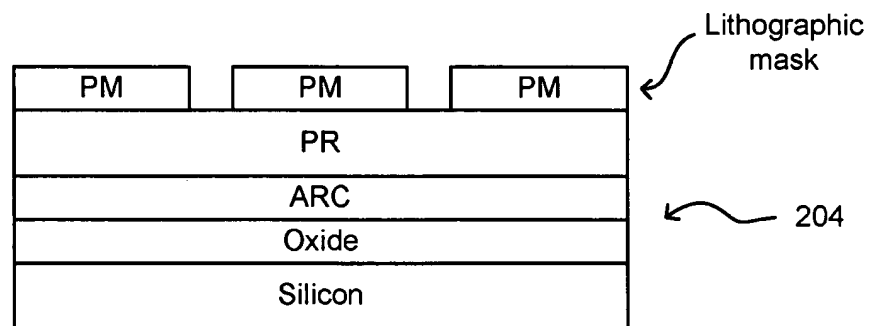 Lithographic
mask
PM PM PM
PR
ARC
204
Oxide
Silicon